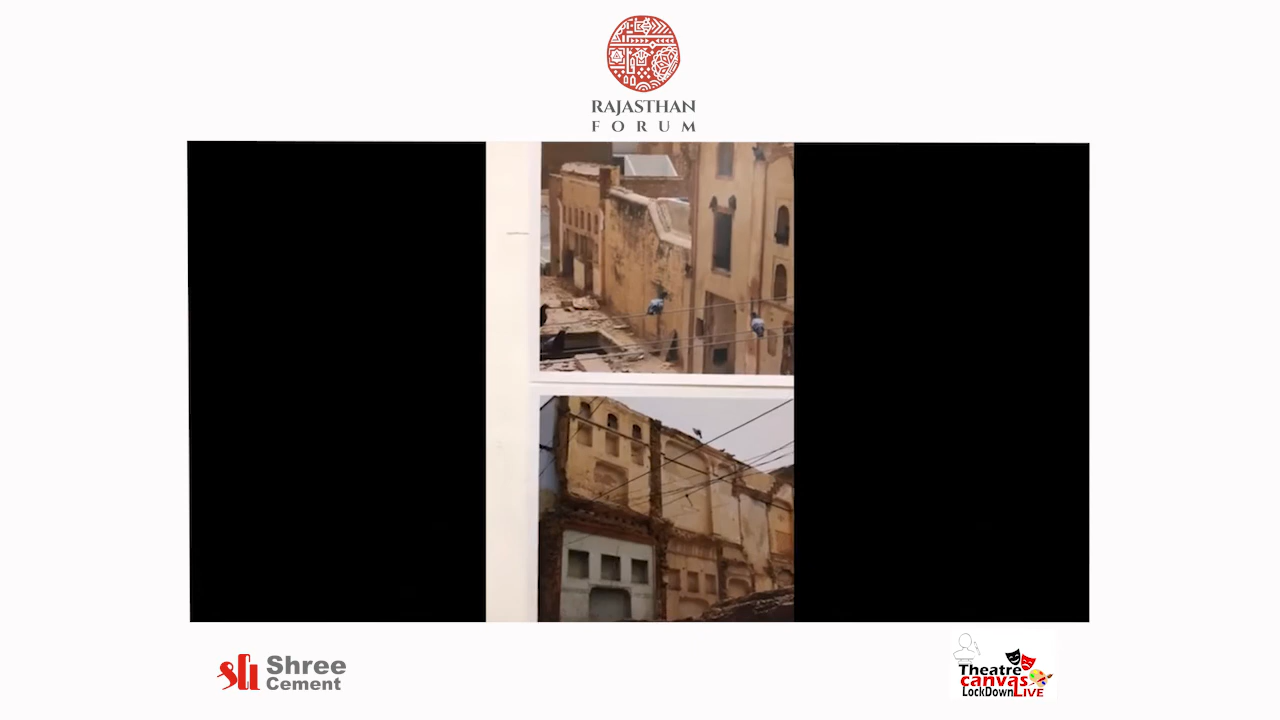 RAJASTHAN
FORUM
Shree
Cement
Theatre
canvas
LockDown LIVE